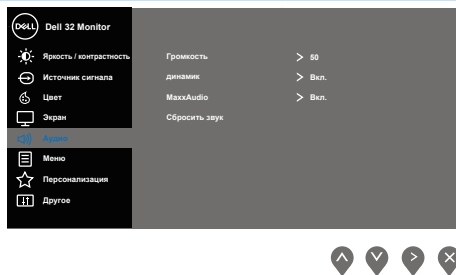 DELL Dell 32 Monitor
Яркость / контрастность
Источник сигнала
Цвет
Экран
Аудио
Меню
Персонализация
Другое
Громкость > 50
динамик > Вкл.
MaxxAudio > Вкл.
Сбросить звук